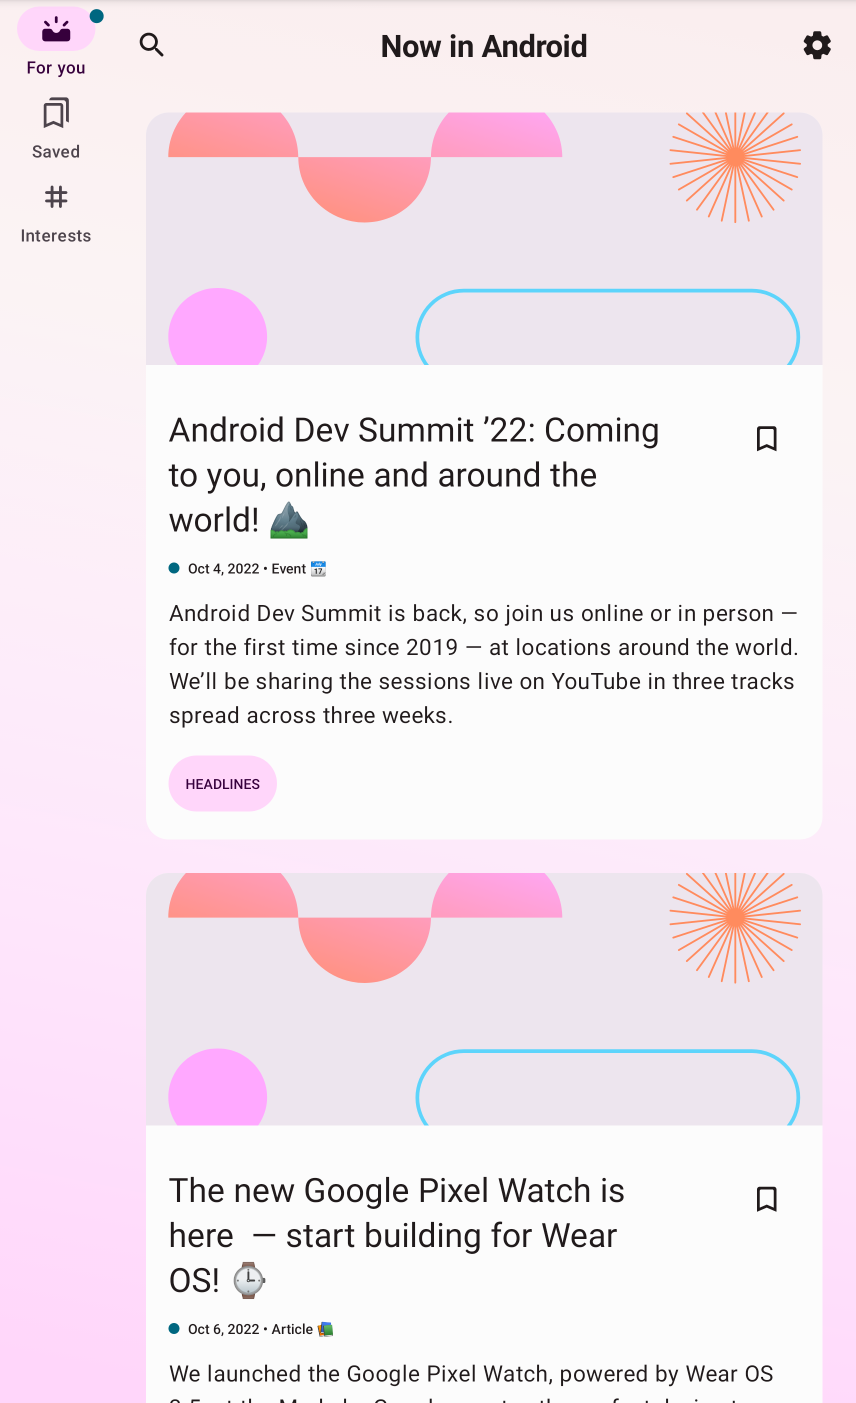 For you
Saved
Interests
Now in Android
Android Dev Summit ’22: Coming
to you, online and around the
world! ⛰️
Oct 4, 2022 • Event 📆
Android Dev Summit is back, so join us online or in person —
for the first time since 2019 — at locations around the world.
We’ll be sharing the sessions live on YouTube in three tracks
spread across three weeks.
HEADLINES
The new Google Pixel Watch is
here  — start building for Wear
OS! ⌚
Oct 6, 2022 • Article 📚
We launched the Google Pixel Watch, powered by Wear OS